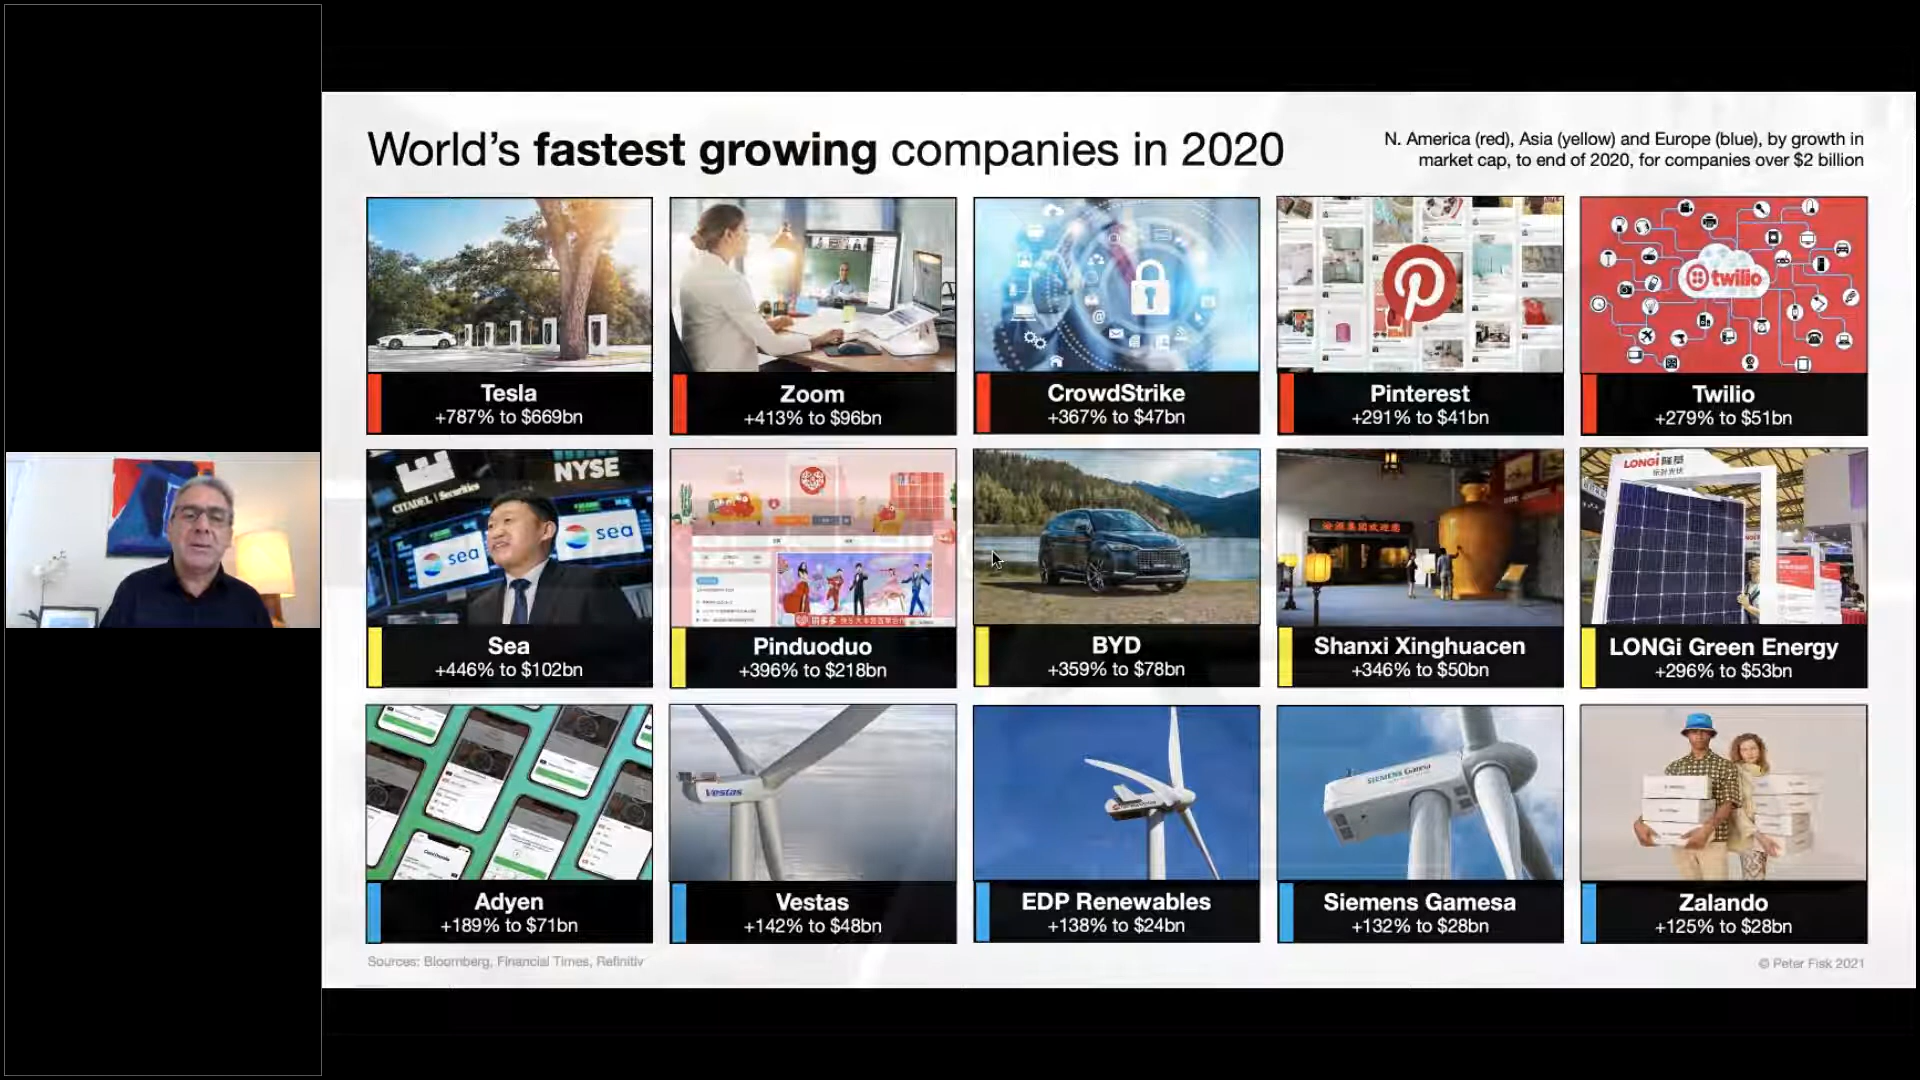 World's fastest growing companies in 2020
N. America (red), Asia (yellow) and Europe (blue), by growth in
market cap, to end of 2020, for companies over $2 billion
twilio
Tesla
+787% to $669bn
Zoom
+413% to $96bn
CrowdStrike
+367% to $47bn
Pinterest
+291% to $41bn
Twilio
+279% to $51bn
CITADEL | Securities
NYSE
sea
sea
LONGi 隆基
Sea
+446% to $102bn
Pinduoduo
+396% to $218bn
BYD
+359% to $78bn
Shanxi Xinghuacen
+346% to $50bn
LONGi Green Energy
+296% to $53bn
Vestas
SIEMENS Gamesa
Adyen
+189% to $71bn
Vestas
+142% to $48bn
EDP Renewables
+138% to $24bn
Siemens Gamesa
+132% to $28bn
Zalando
+125% to $28bn
Sources: Bloomberg, Financial Times, Refinitiv
© Peter Fisk 2021